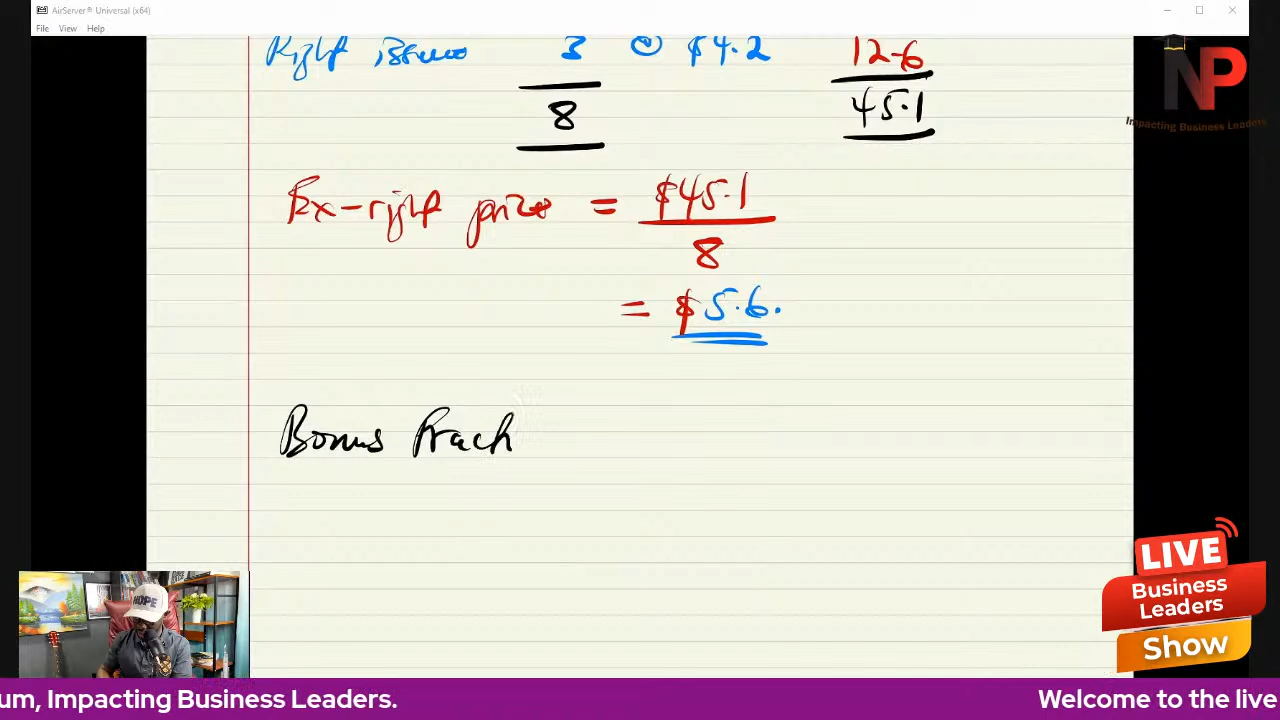 AirServer® Universal (x64)
File View Help
Right issue 3 @ $4.2 12-6
8 45.1
NP
Impacting Business Leaders
Ex-right price = $45.1
8
= $5.6.
Bonus Frach
HOPE
LIVE
Business
Leaders
Show
um, Impacting Business Leaders. Welcome to the live